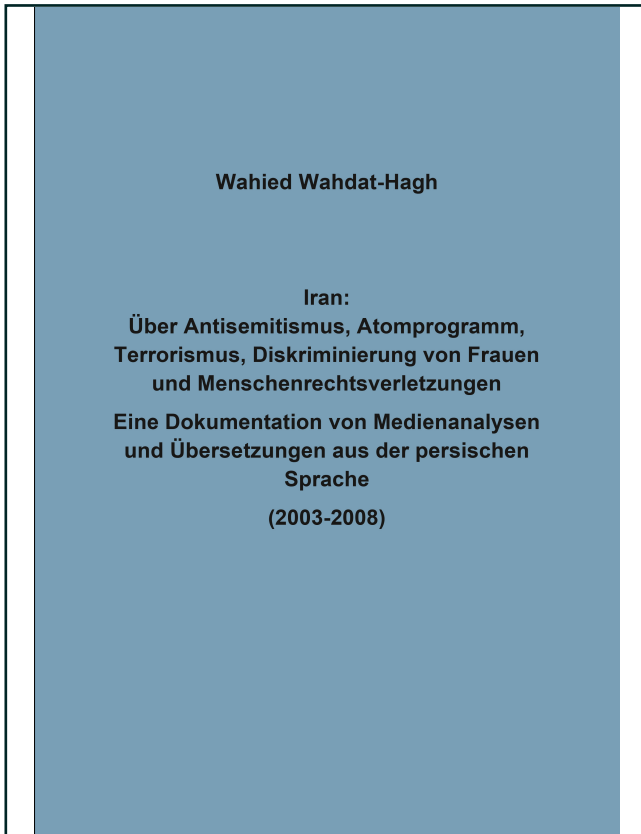 Wahied Wahdat-Hagh
Iran:
Über Antisemitismus, Atomprogramm,
Terrorismus, Diskriminierung von Frauen
und Menschenrechtsverletzungen
Eine Dokumentation von Medienanalysen
und Übersetzungen aus der persischen
Sprache
(2003-2008)